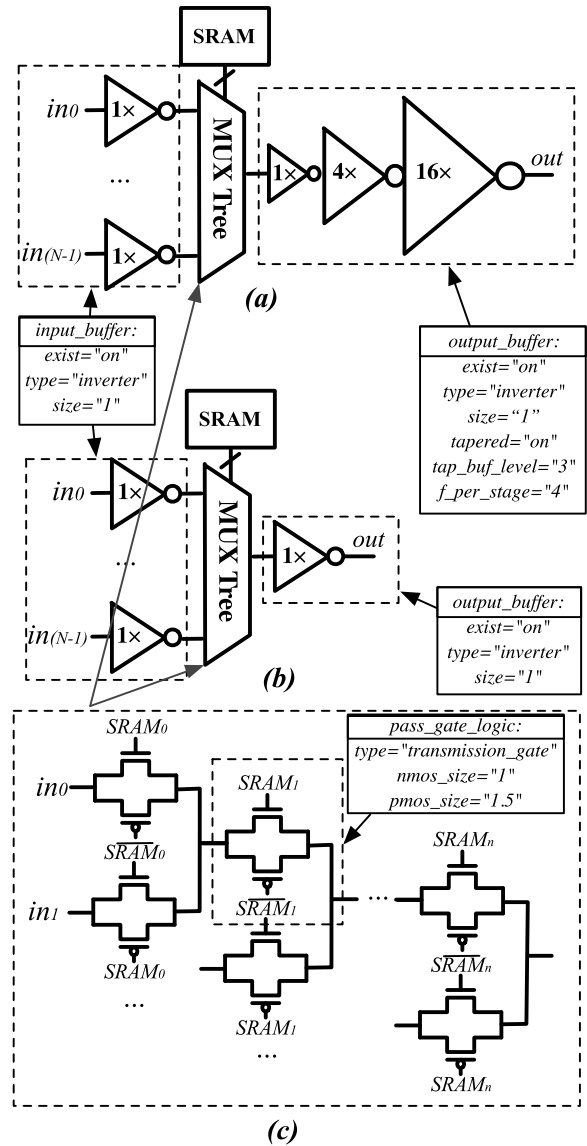 SRAM
in0
1×
...
MUX Tree
1×
4×
16×
out
in(N-1)
1×
(a)
input_buffer:
exist="on"
type="inverter"
size="1"
output_buffer:
exist="on"
type="inverter"
size=“1”
tapered="on"
tap_buf_level="3"
f_per_stage="4"
SRAM
in0
1×
...
MUX Tree
1×
out
in(N-1)
1×
(b)
output_buffer:
exist="on"
type="inverter"
size="1"
pass_gate_logic:
type="transmission_gate"
nmos_size="1"
pmos_size="1.5"
SRAM0
in0
SRAM0
in1
SRAM0
...
SRAM1
SRAM1
SRAM1
...
...
SRAMn
SRAMn
SRAMn
(c)